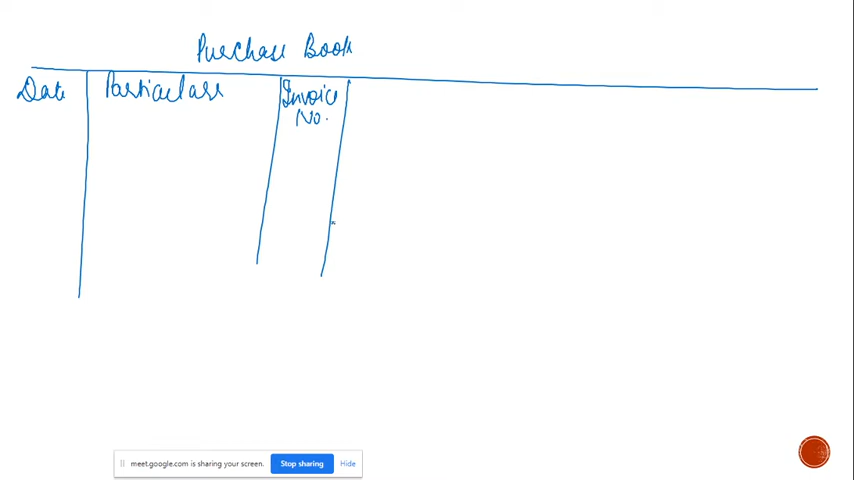 Purchase Book
Date Particulars Invoice
No.
meet.google.com is sharing your screen. Stop sharing Hide